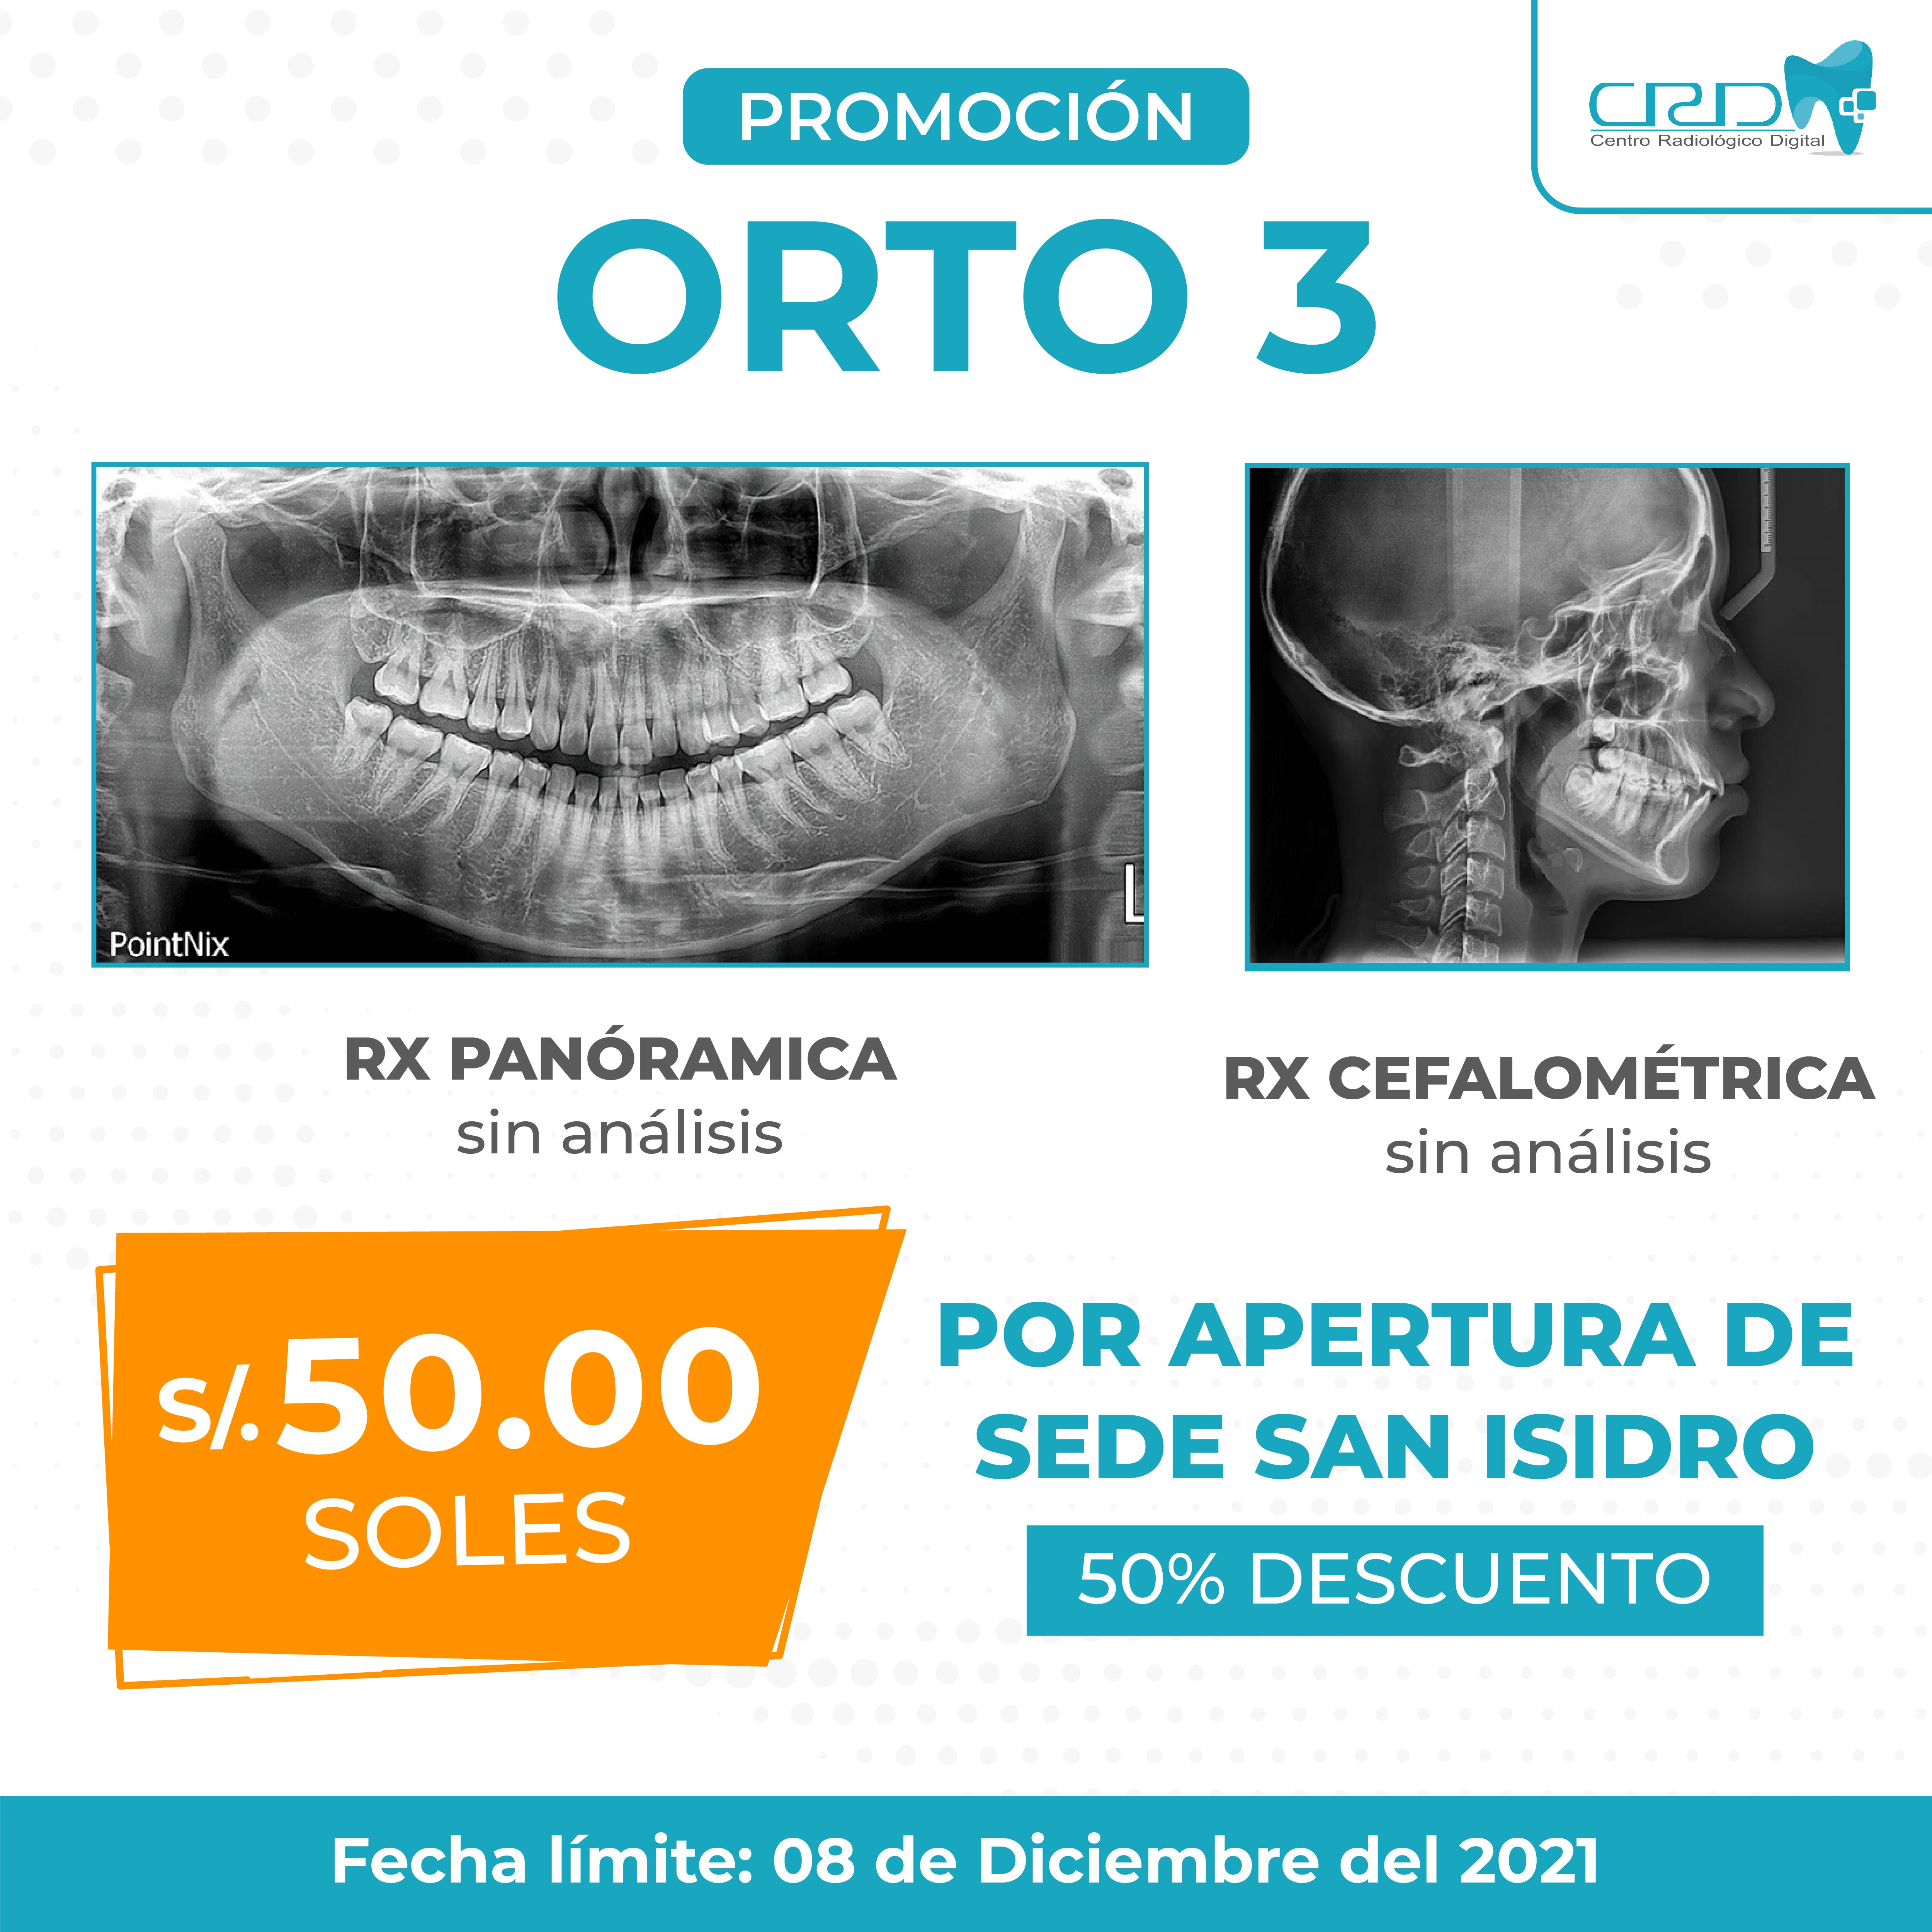 PROMOCIÓN
CRD
Centro Radiológico Digital
ORTO 3
PointNix
L
RX PANÓRAMICA
sin análisis
RX CEFALOMÉTRICA
sin análisis
S/.50.00
SOLES
POR APERTURA DE
SEDE SAN ISIDRO
50% DESCUENTO
Fecha límite: 08 de Diciembre del 2021